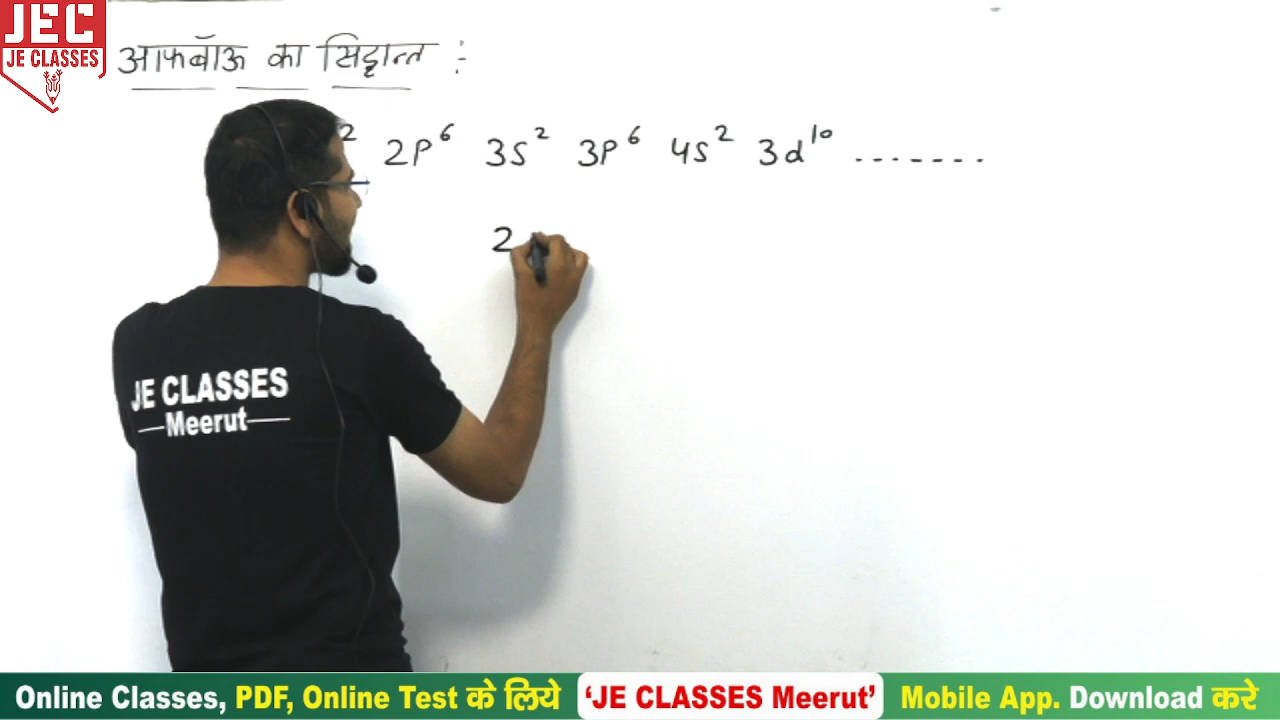 JEC
JE CLASSES
आफबॉऊ का सिद्धान्त :
2 2P⁶ 3S² 3P⁶ 4S² 3d¹⁰ .......
2
JE CLASSES
Meerut
Online Classes, PDF, Online Test के लिये ‘JE CLASSES Meerut’ Mobile App. Download करे